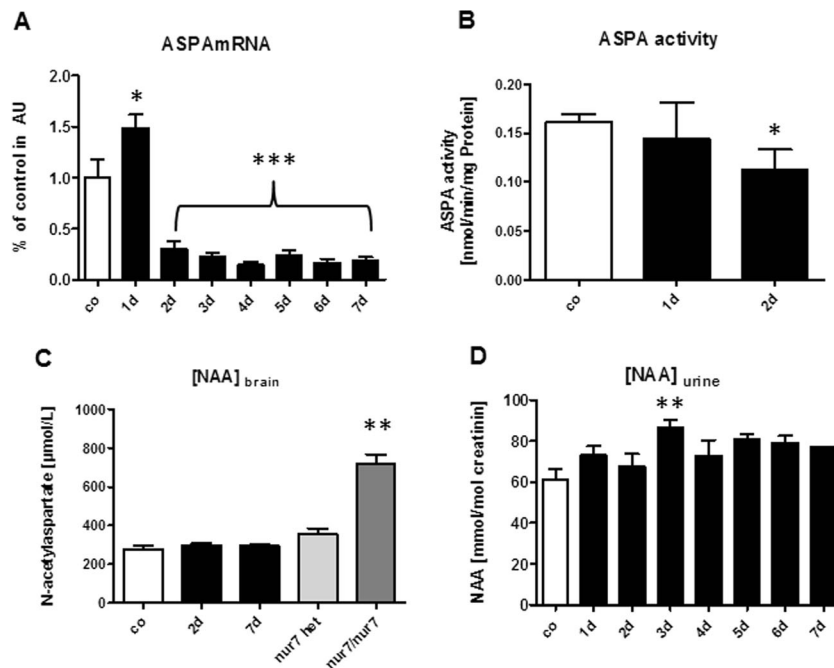 A
ASPAmRNA
% of control in AU
2.0
1.5
1.0
0.5
0.0
*
***
co
1d
2d
3d
4d
5d
6d
7d
B
ASPA activity
ASPA activity
[nmol/min/mg Protein]
0.20
0.15
0.10
0.05
0.00
*
co
1d
2d
C
[NAA] brain
N-acetylaspartate [µmol/L]
1000
800
600
400
200
0
**
co
2d
7d
nur7 het
nur7/nur7
D
[NAA] urine
NAA [mmol/mol creatinin]
100
80
60
40
20
0
**
co
1d
2d
3d
4d
5d
6d
7d